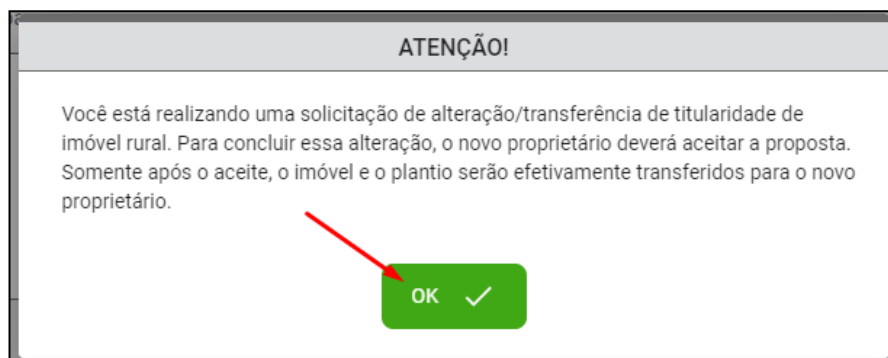 ATENÇÃO!
Você está realizando uma solicitação de alteração/transferência de titularidade de
imóvel rural. Para concluir essa alteração, o novo proprietário deverá aceitar a proposta.
Somente após o aceite, o imóvel e o plantio serão efetivamente transferidos para o novo
proprietário.
OK